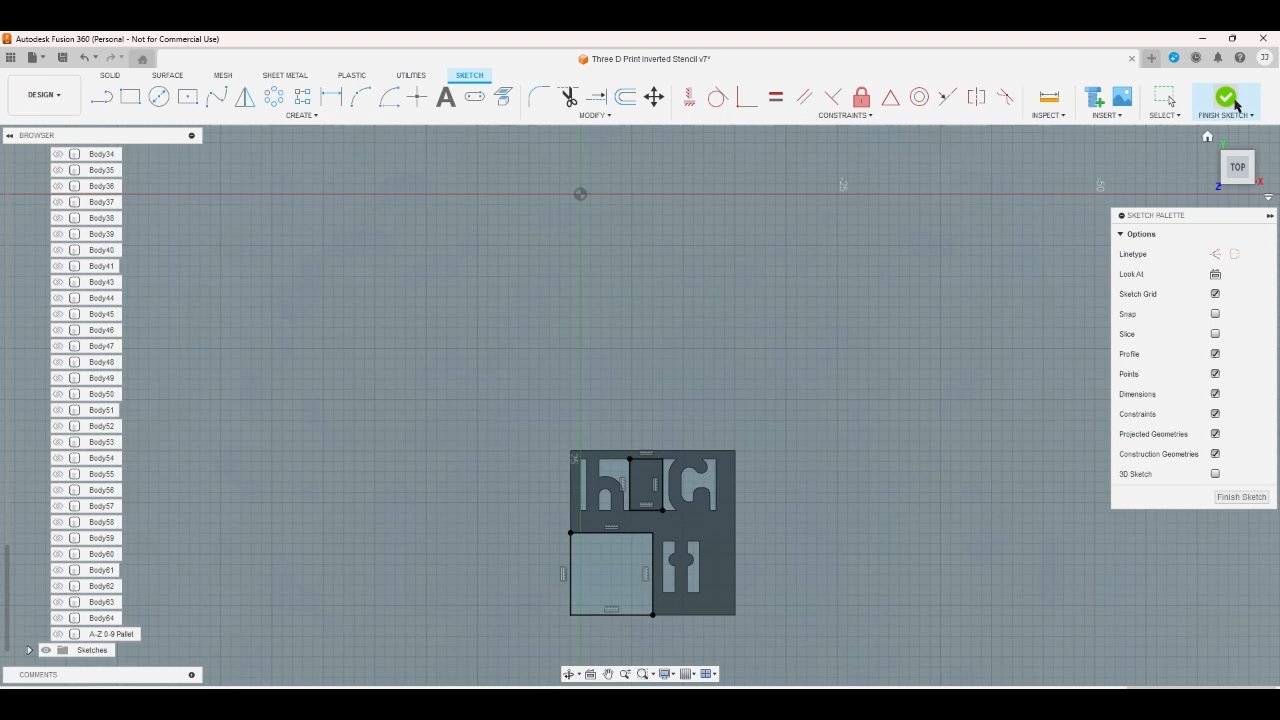 Autodesk Fusion 360 (Personal - Not for Commercial Use)
Three D Print Inverted Stencil v7*
JJ
SOLID SURFACE MESH SHEET METAL PLASTIC UTILITIES SKETCH
DESIGN
CREATE MODIFY CONSTRAINTS INSPECT INSERT SELECT FINISH SKETCH
BROWSER
Body34
Body35
Body36
Body37
Body38
Body39
Body40
Body41
Body43
Body44
Body45
Body46
Body47
Body48
Body49
Body50
Body51
Body52
Body53
Body54
Body55
Body56
Body57
Body58
Body59
Body60
Body61
Body62
Body63
Body64
A-Z 0-9 Pallet
Sketches
COMMENTS
-25
-50
25
TOP
Y
Z
X
SKETCH PALETTE
Options
Linetype
Look At
Sketch Grid
Snap
Slice
Profile
Points
Dimensions
Constraints
Projected Geometries
Construction Geometries
3D Sketch
Finish Sketch